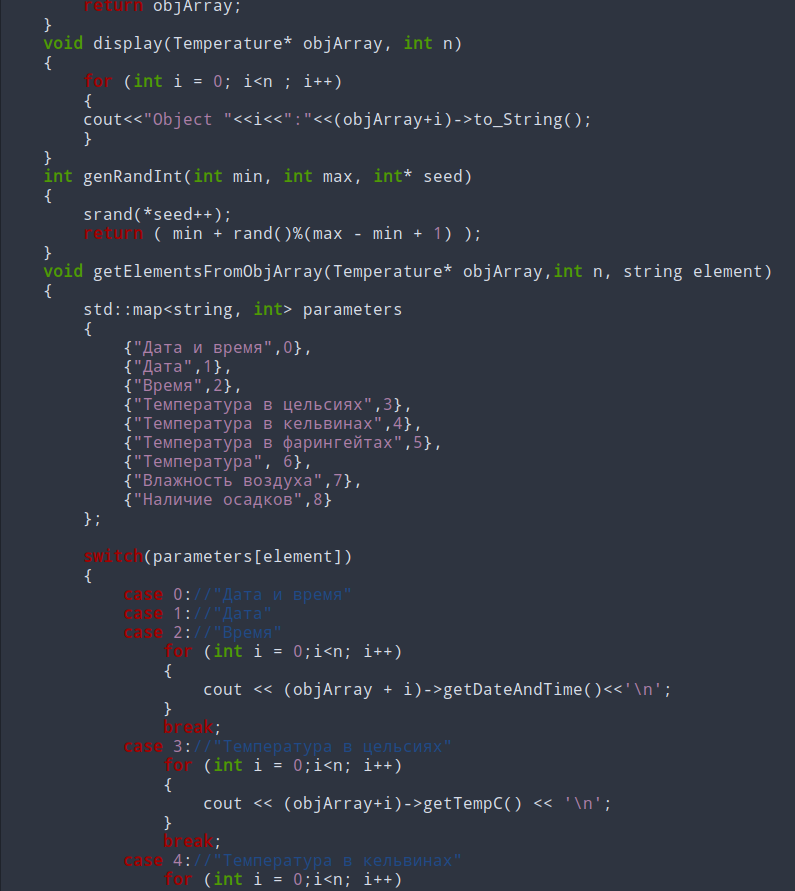 return objArray;
}
void display(Temperature* objArray, int n)
{
for (int i = 0; i<n ; i++)
{
cout<<"Object "<<i<<":"<<(objArray+i)->to_String();
}
}
int genRandInt(int min, int max, int* seed)
{
srand(*seed++);
return ( min + rand()%(max - min + 1) );
}
void getElementsFromObjArray(Temperature* objArray,int n, string element)
{
std::map<string, int> parameters
{
{"Дата и время",0},
{"Дата",1},
{"Время",2},
{"Температура в цельсиях",3},
{"Температура в кельвинах",4},
{"Температура в фарингейтах",5},
{"Температура", 6},
{"Влажность воздуха",7},
{"Наличие осадков",8}
};
switch(parameters[element])
{
case 0://"Дата и время"
case 1://"Дата"
case 2://"Время"
for (int i = 0;i<n; i++)
{
cout << (objArray + i)->getDateAndTime()<<'\n';
}
break;
case 3://"Температура в цельсиях"
for (int i = 0;i<n; i++)
{
cout << (objArray+i)->getTempC() << '\n';
}
break;
case 4://"Температура в кельвинах"
for (int i = 0;i<n; i++)